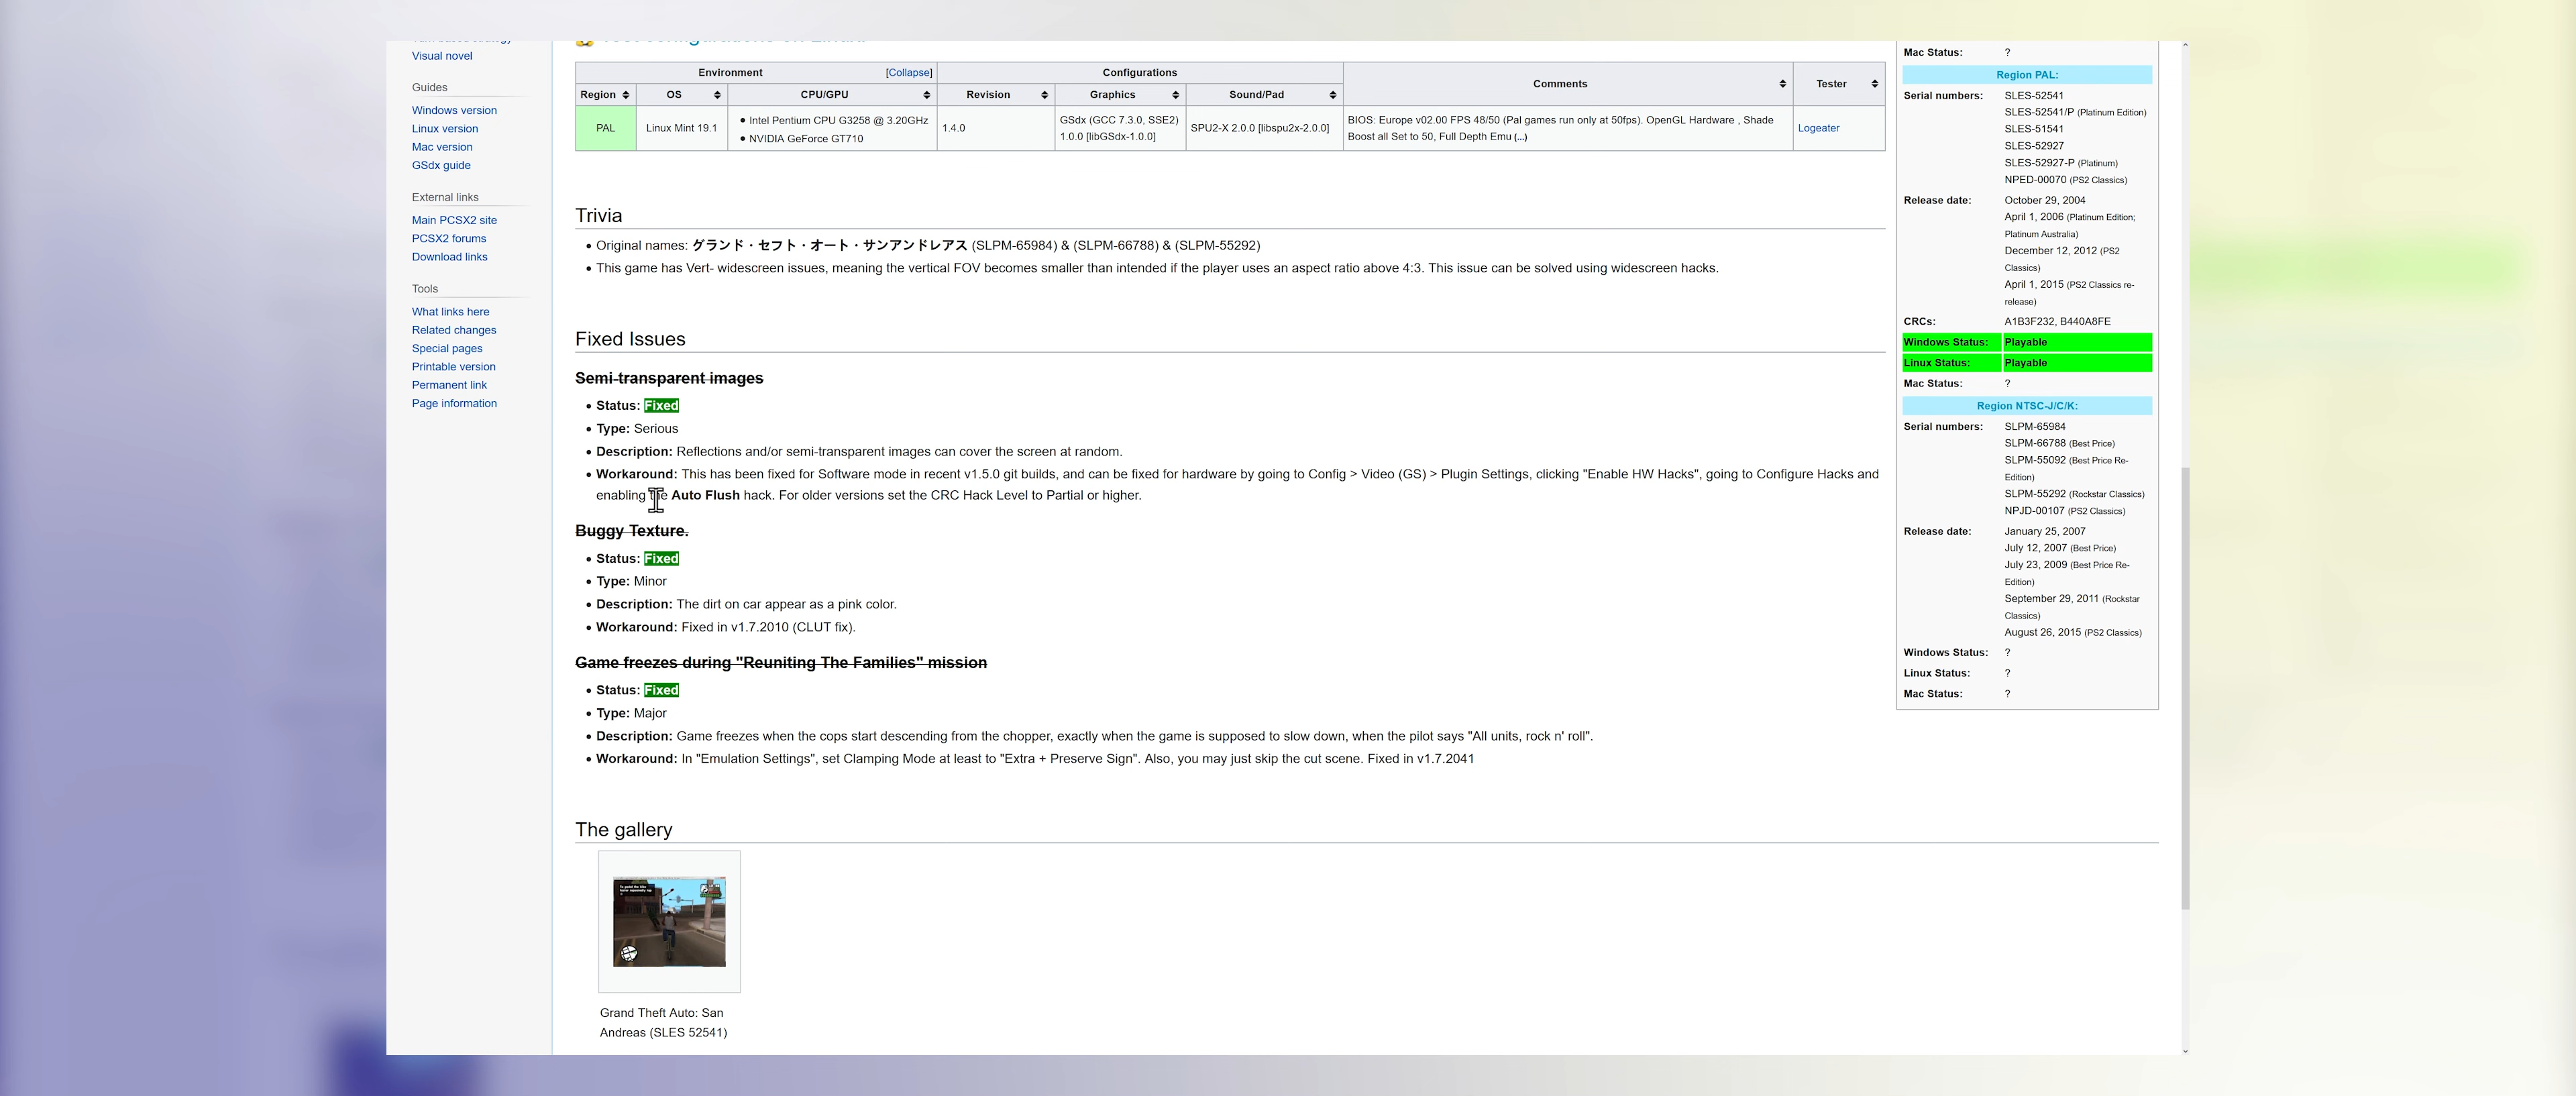 Visual novel
Guides
Windows version
Linux version
Mac version
GSdx guide
External links
Main PCSX2 site
PCSX2 forums
Download links
Tools
What links here
Related changes
Special pages
Printable version
Permanent link
Page information
Environment [Collapse] Configurations Comments Tester
Region OS CPU/GPU Revision Graphics Sound/Pad
PAL Linux Mint 19.1
• Intel Pentium CPU G3258 @ 3.20GHz
• NVIDIA GeForce GT710
1.4.0
GSdx (GCC 7.3.0, SSE2)
1.0.0 [libGSdx-1.0.0]
SPU2-X 2.0.0 [libspu2x-2.0.0]
BIOS: Europe v02.00 FPS 48/50 (Pal games run only at 50fps). OpenGL Hardware , Shade
Boost all Set to 50, Full Depth Emu (...)
Logeater
Trivia
• Original names: グランド・セフト・オート・サンアンドレアス (SLPM-65984) & (SLPM-66788) & (SLPM-55292)
• This game has Vert- widescreen issues, meaning the vertical FOV becomes smaller than intended if the player uses an aspect ratio above 4:3. This issue can be solved using widescreen hacks.
Fixed Issues
Semi-transparent images
• Status: Fixed
• Type: Serious
• Description: Reflections and/or semi-transparent images can cover the screen at random.
• Workaround: This has been fixed for Software mode in recent v1.5.0 git builds, and can be fixed for hardware by going to Config > Video (GS) > Plugin Settings, clicking "Enable HW Hacks", going to Configure Hacks and
enabling the Auto Flush hack. For older versions set the CRC Hack Level to Partial or higher.
Buggy Texture.
• Status: Fixed
• Type: Minor
• Description: The dirt on car appear as a pink color.
• Workaround: Fixed in v1.7.2010 (CLUT fix).
Game freezes during "Reuniting The Families" mission
• Status: Fixed
• Type: Major
• Description: Game freezes when the cops start descending from the chopper, exactly when the game is supposed to slow down, when the pilot says "All units, rock n' roll".
• Workaround: In "Emulation Settings", set Clamping Mode at least to "Extra + Preserve Sign". Also, you may just skip the cut scene. Fixed in v1.7.2041
The gallery
Grand Theft Auto: San
Andreas (SLES 52541)
Mac Status: ?
Region PAL:
Serial numbers: SLES-52541
SLES-52541/P (Platinum Edition)
SLES-51541
SLES-52927
SLES-52927-P (Platinum)
NPED-00070 (PS2 Classics)
Release date: October 29, 2004
April 1, 2006 (Platinum Edition;
Platinum Australia)
December 12, 2012 (PS2
Classics)
April 1, 2015 (PS2 Classics re-
release)
CRCs: A1B3F232, B440A8FE
Windows Status: Playable
Linux Status: Playable
Mac Status: ?
Region NTSC-J/C/K:
Serial numbers: SLPM-65984
SLPM-66788 (Best Price)
SLPM-55092 (Best Price Re-
Edition)
SLPM-55292 (Rockstar Classics)
NPJD-00107 (PS2 Classics)
Release date: January 25, 2007
July 12, 2007 (Best Price)
July 23, 2009 (Best Price Re-
Edition)
September 29, 2011 (Rockstar
Classics)
August 26, 2015 (PS2 Classics)
Windows Status: ?
Linux Status: ?
Mac Status: ?